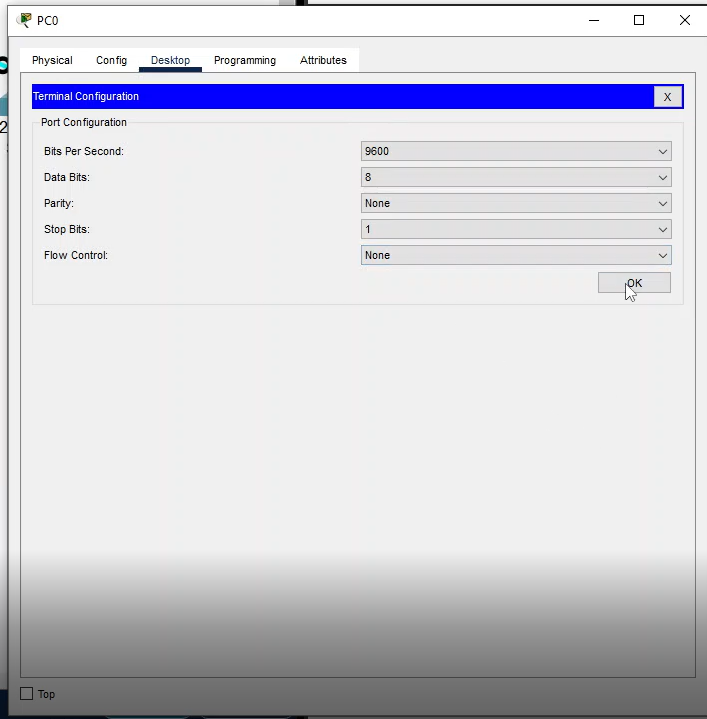 PC0
Physical Config Desktop Programming Attributes
Terminal Configuration X
Port Configuration
Bits Per Second: 9600
Data Bits: 8
Parity: None
Stop Bits: 1
Flow Control: None
OK
2
Top